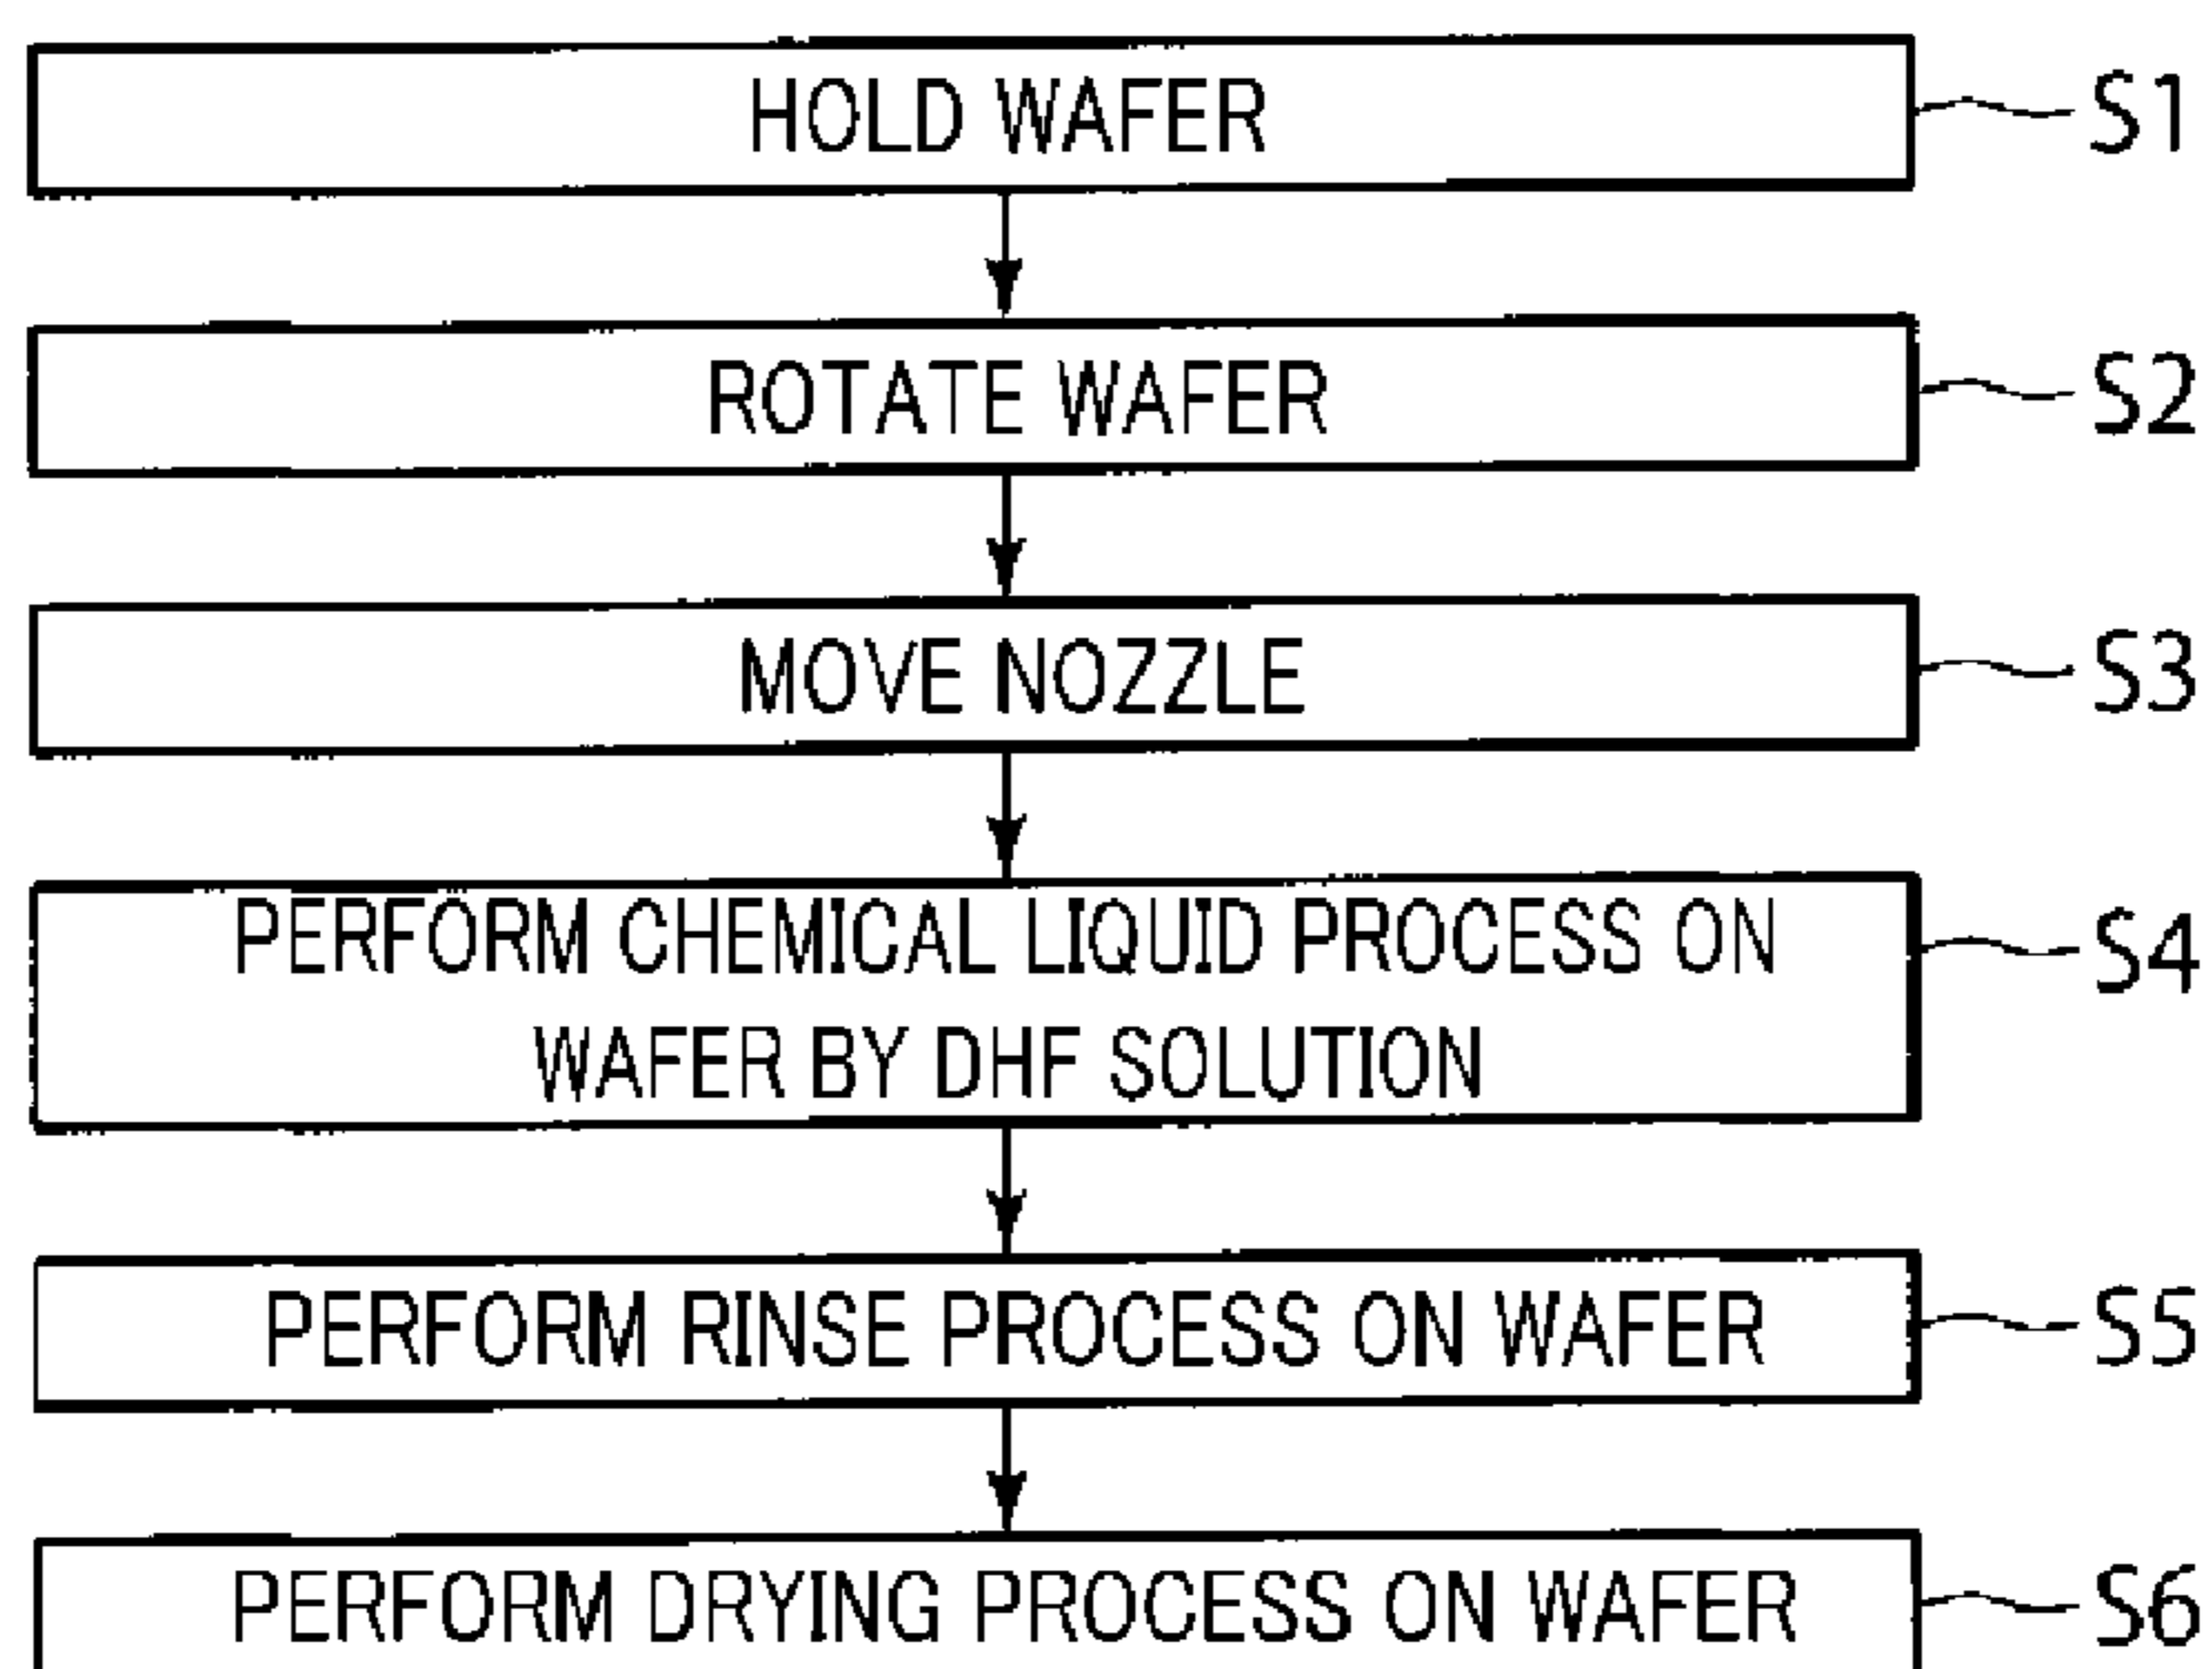 HOLD WAFER S1
ROTATE WAFER S2
MOVE NOZZLE S3
PERFORM CHEMICAL LIQUID PROCESS ON
WAFER BY DHF SOLUTION S4
PERFORM RINSE PROCESS ON WAFER S5
PERFORM DRYING PROCESS ON WAFER S6